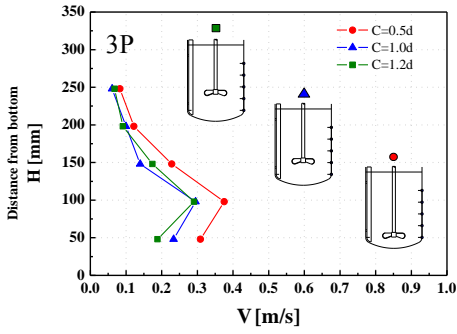 350
300
250
200
150
100
50
0
Distance from bottom
H [mm]
3P
C=0.5d
C=1.0d
C=1.2d
0.0 0.1 0.2 0.3 0.4 0.5 0.6 0.7 0.8 0.9 1.0
V [m/s]